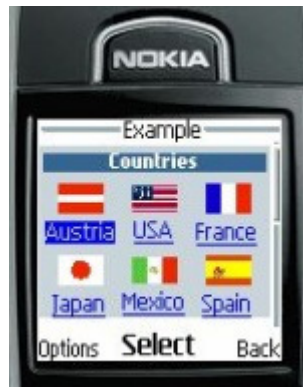 NOKIA
Example
Countries
Austria USA France
Japan Mexico Spain
Options Select Back